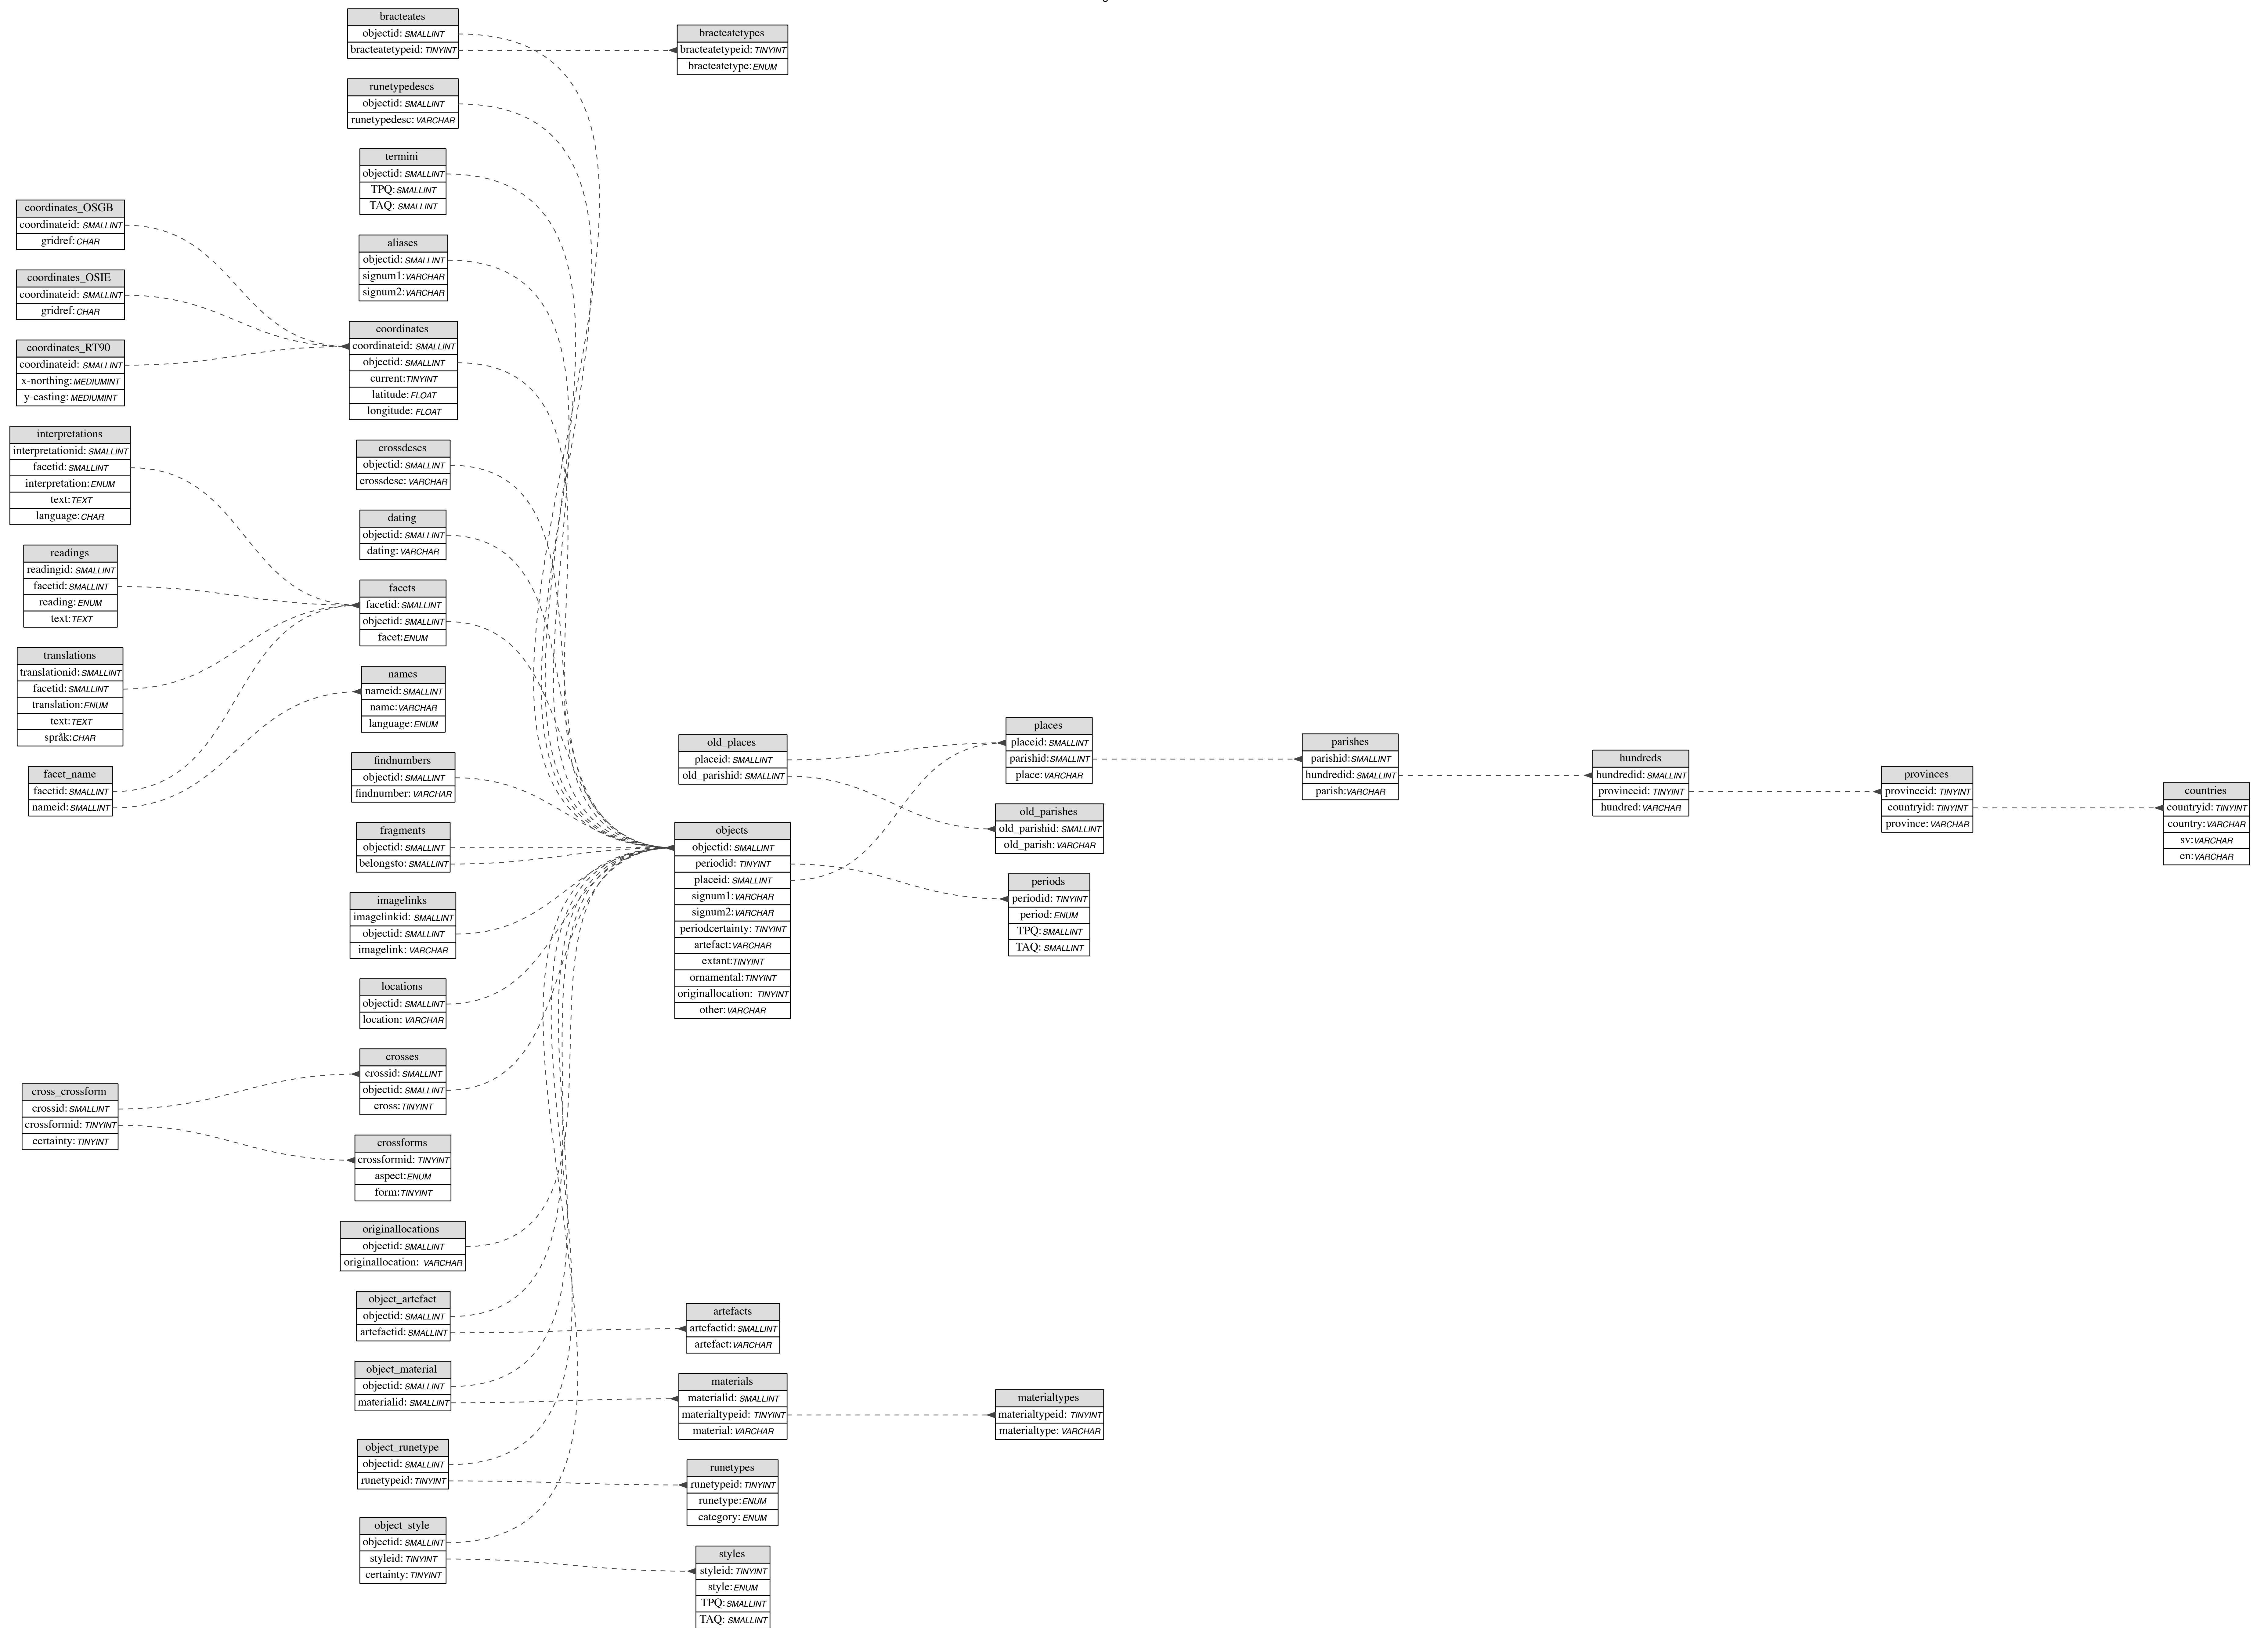 bracteates
objectid: SMALLINT
bracteatetypeid: TINYINT
bracteatetypes
bracteatetypeid: TINYINT
bracteatetype: ENUM
runetypedescs
objectid: SMALLINT
runetypedesc: VARCHAR
termini
objectid: SMALLINT
TPQ: SMALLINT
TAQ: SMALLINT
coordinates_OSGB
coordinateid: SMALLINT
gridref: CHAR
aliases
objectid: SMALLINT
signum1: VARCHAR
signum2: VARCHAR
coordinates_OSIE
coordinateid: SMALLINT
gridref: CHAR
coordinates_RT90
coordinateid: SMALLINT
x-northing: MEDIUMINT
y-easting: MEDIUMINT
coordinates
coordinateid: SMALLINT
objectid: SMALLINT
current: TINYINT
latitude: FLOAT
longitude: FLOAT
interpretations
interpretationid: SMALLINT
facetid: SMALLINT
interpretation: ENUM
text: TEXT
language: CHAR
crossdescs
objectid: SMALLINT
crossdesc: VARCHAR
dating
objectid: SMALLINT
dating: VARCHAR
readings
readingid: SMALLINT
facetid: SMALLINT
reading: ENUM
text: TEXT
facets
facetid: SMALLINT
objectid: SMALLINT
facet: ENUM
translations
translationid: SMALLINT
facetid: SMALLINT
translation: ENUM
text: TEXT
språk: CHAR
names
nameid: SMALLINT
name: VARCHAR
language: ENUM
facet_name
facetid: SMALLINT
nameid: SMALLINT
findnumbers
objectid: SMALLINT
findnumber: VARCHAR
fragments
objectid: SMALLINT
belongsto: SMALLINT
imagelinks
imagelinkid: SMALLINT
objectid: SMALLINT
imagelink: VARCHAR
locations
objectid: SMALLINT
location: VARCHAR
old_places
placeid: SMALLINT
old_parishid: SMALLINT
objects
objectid: SMALLINT
periodid: TINYINT
placeid: SMALLINT
signum1: VARCHAR
signum2: VARCHAR
periodcertainty: TINYINT
artefact: VARCHAR
extant: TINYINT
ornamental: TINYINT
originallocation: TINYINT
other: VARCHAR
places
placeid: SMALLINT
parishid: SMALLINT
place: VARCHAR
old_parishes
old_parishid: SMALLINT
old_parish: VARCHAR
periods
periodid: TINYINT
period: ENUM
TPQ: SMALLINT
TAQ: SMALLINT
parishes
parishid: SMALLINT
hundredid: SMALLINT
parish: VARCHAR
hundreds
hundredid: SMALLINT
provinceid: TINYINT
hundred: VARCHAR
provinces
provinceid: TINYINT
countryid: TINYINT
province: VARCHAR
countries
countryid: TINYINT
country: VARCHAR
sv: VARCHAR
en: VARCHAR
crosses
crossid: SMALLINT
objectid: SMALLINT
cross: TINYINT
cross_crossform
crossid: SMALLINT
crossformid: TINYINT
certainty: TINYINT
crossforms
crossformid: TINYINT
aspect: ENUM
form: TINYINT
originallocations
objectid: SMALLINT
originallocation: VARCHAR
object_artefact
objectid: SMALLINT
artefactid: SMALLINT
artefacts
artefactid: SMALLINT
artefact: VARCHAR
object_material
objectid: SMALLINT
materialid: SMALLINT
materials
materialid: SMALLINT
materialtypeid: TINYINT
material: VARCHAR
materialtypes
materialtypeid: TINYINT
materialtype: VARCHAR
object_runetype
objectid: SMALLINT
runetypeid: TINYINT
runetypes
runetypeid: TINYINT
runetype: ENUM
category: ENUM
object_style
objectid: SMALLINT
styleid: TINYINT
certainty: TINYINT
styles
styleid: TINYINT
style: ENUM
TPQ: SMALLINT
TAQ: SMALLINT